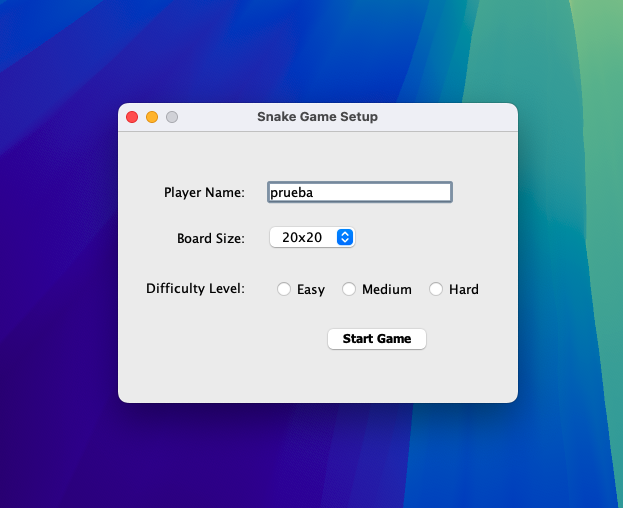 Snake Game Setup
Player Name: prueba
Board Size: 20x20
Difficulty Level: Easy Medium Hard
Start Game